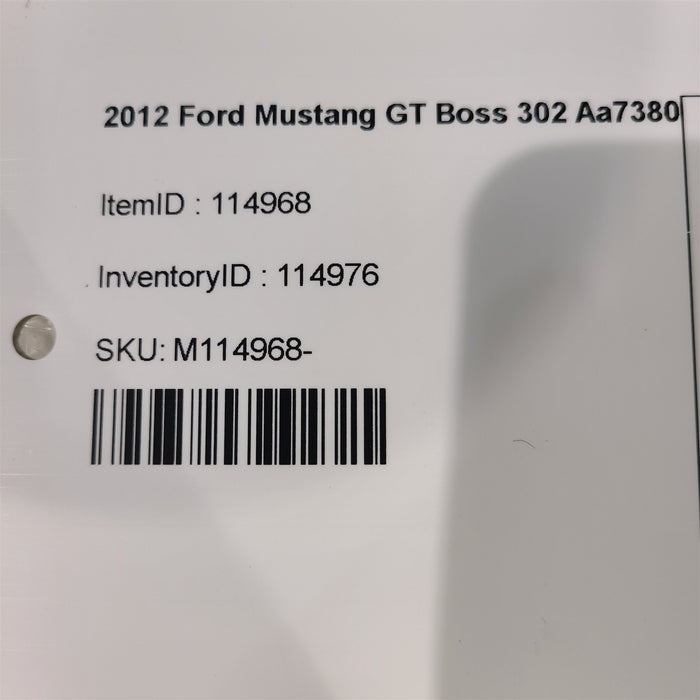 2012 Ford Mustang GT Boss 302 Aa7380
ItemID : 114968
InventoryID : 114976
SKU: M114968-